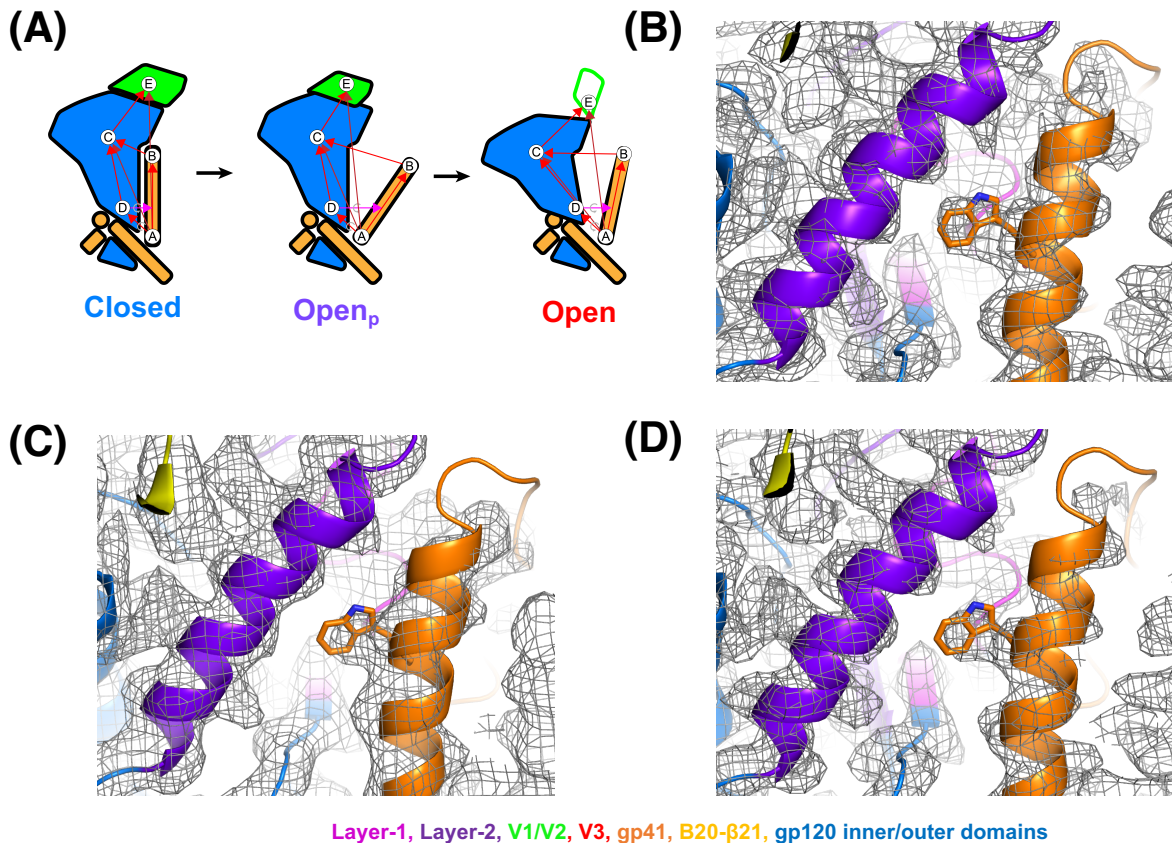 (A)
E
C
B
D
A
Closed
E
C
B
D
A
Openp
E
C
B
D
A
Open
(B)
(C)
(D)
Layer-1, Layer-2, V1/V2, V3, gp41, B20-β21, gp120 inner/outer domains